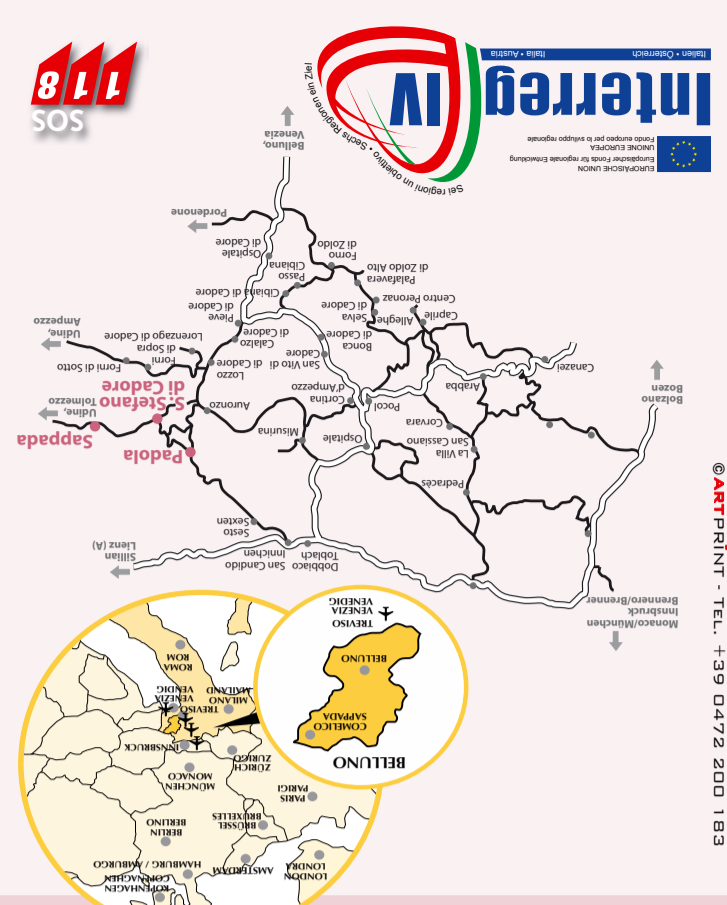 KOPENHAGEN
COPENHAGHEN
HAMBURG / AMBURGO
LONDON
LONDRA
AMSTERDAM
BERLIN
BERLINO
BRÜSSEL
BRUXELLES
PARIS
PARIGI
MÜNCHEN
MONACO
ZÜRICH
ZURIGO
INNSBRUCK
MILANO
MAILAND
TREVISO
VENEZIA
VENEDIG
ROMA
ROM
BELLUNO
COMELICO
SAPPADA
BELLUNO
TREVISO
VENEZIA
VENEDIG
Monaco/München
Innsbruck
Brennero/Brenner
Dobbiaco
Toblach
San Candido
Innichen
Sillian
Lienz (A)
Sesto
Sexten
Pedracès
La Villa
San Cassiano
Corvara
Ospitale
Misurina
Padola
Sappada
S.Stefano
di Cadore
Udine,
Tolmezzo
Bolzano
Bozen
Pocol
Cortina
d'Ampezzo
Auronzo
Arabba
Canazei
San Vito di
Cadore
Lozzo
di Cadore
Forni di Sotto
Forni
di Sopra
Lorenzago di Cadore
Udine,
Ampezzo
Borca
di Cadore
Calalzo
di Cadore
Caprile
Alleghe
Selva
di Cadore
Pieve
di Cadore
Centro Peronaz
Cibiana di Cadore
Palafavera
di Zoldo Alto
Passo
Cibiana
Forno
di Zoldo
Ospitale
di Cadore
Pordenone
Belluno,
Venezia
EUROPÄISCHE UNION
Europäischer Fonds für regionale Entwicklung
UNIONE EUROPEA
Fondo europeo per lo sviluppo regionale
Interreg IV
Italien • Österreich
Italia • Austria
Sei regioni un obiettivo • Sechs Regionen ein Ziel
SOS
118
©ARTPRINT - TEL. +39 0472 200 183